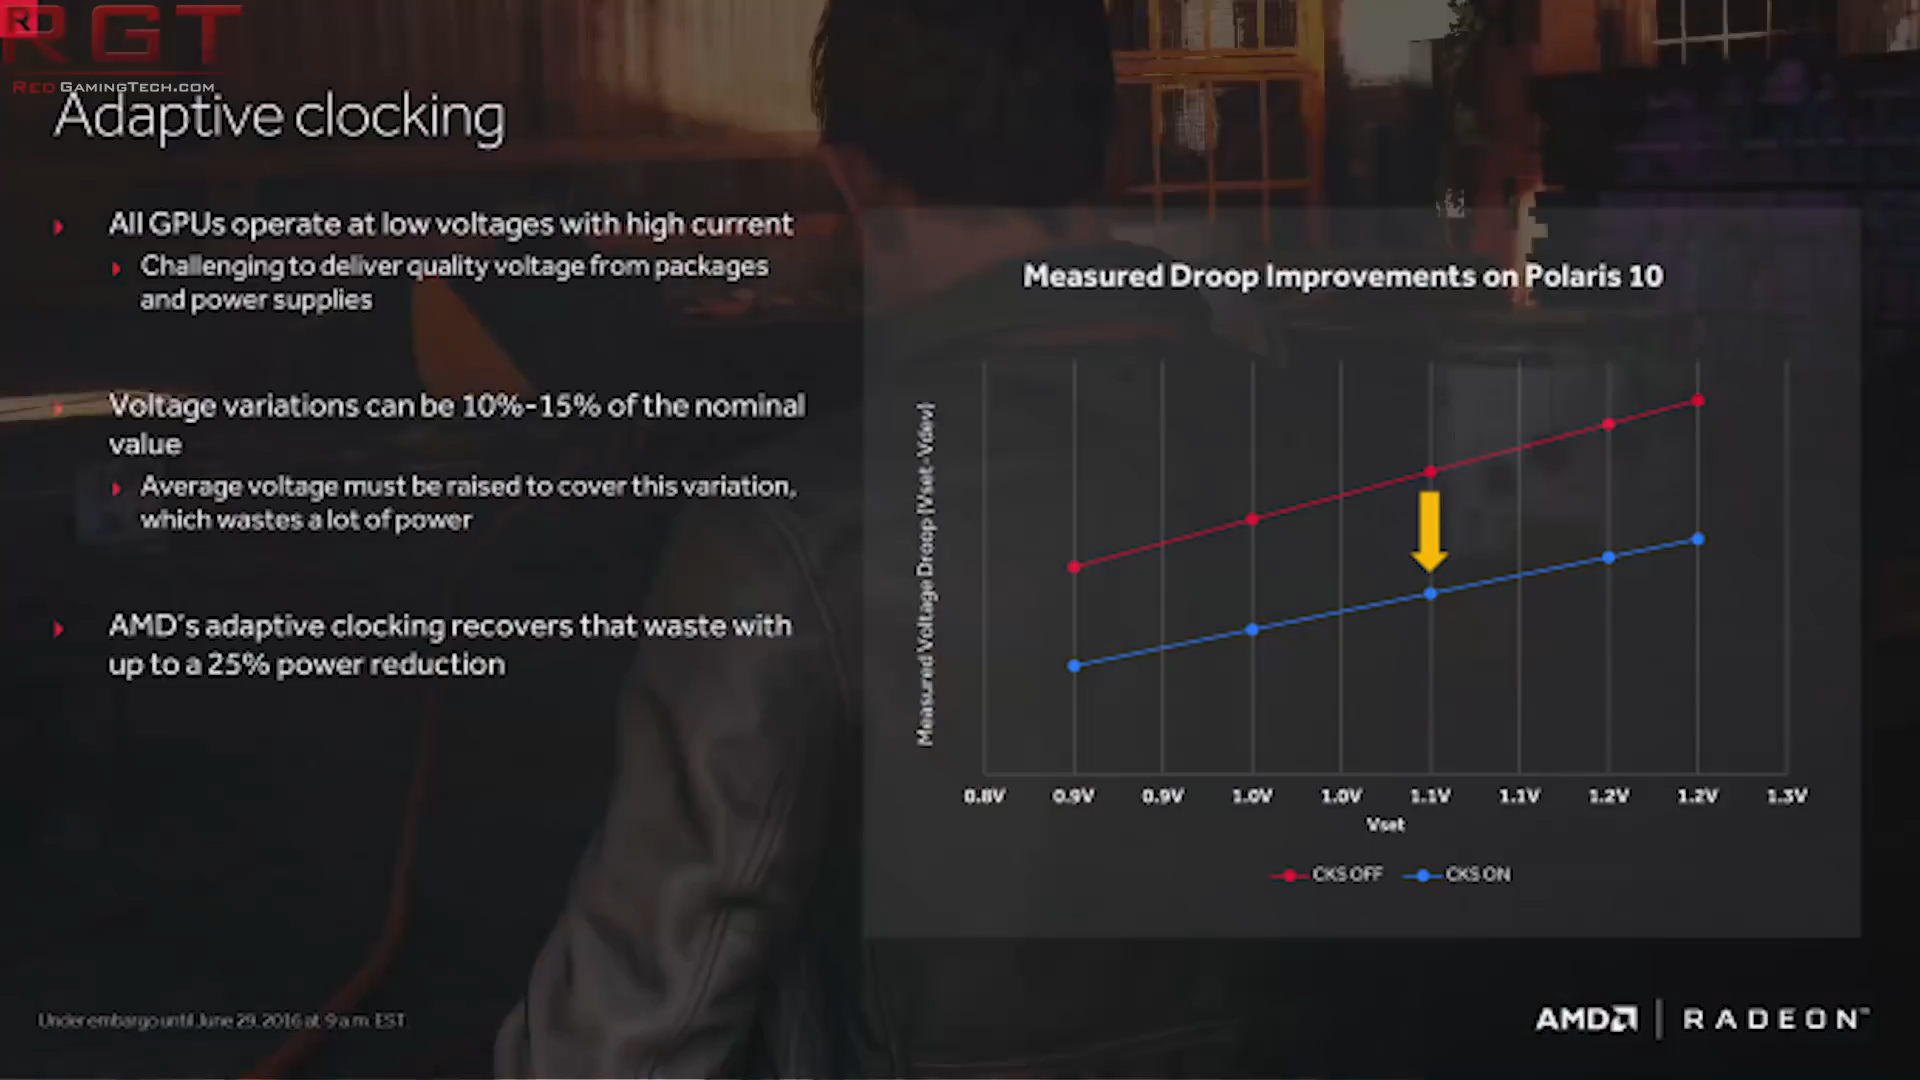 RGT
REDGAMINGTECH.COM
Adaptive clocking
All GPUs operate at low voltages with high current
Challenging to deliver quality voltage from packages
and power supplies
Voltage variations can be 10%-15% of the nominal
value
Average voltage must be raised to cover this variation,
which wastes a lot of power
AMD's adaptive clocking recovers that waste with
up to a 25% power reduction
Measured Droop Improvements on Polaris 10
Measured Voltage Droop [Vset-Vdev]
0.8V 0.9V 0.9V 1.0V 1.0V 1.1V 1.1V 1.2V 1.2V 1.3V
Vset
CKS OFF CKS ON
Under embargo until June 29, 2016 at 9 a.m. EST.
AMD RADEON™